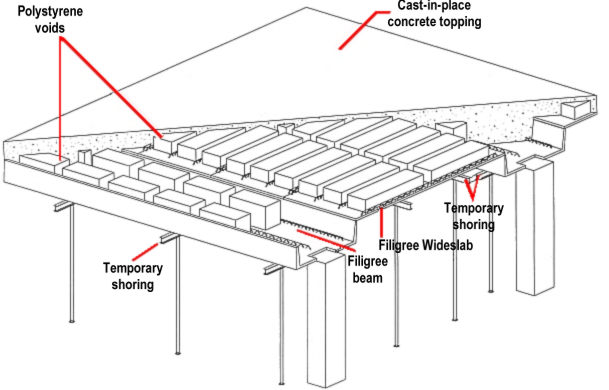 Polystyrene
voids
Cast-in-place
concrete topping
Temporary
shoring
Filigree Wideslab
Filigree
beam
Temporary
shoring